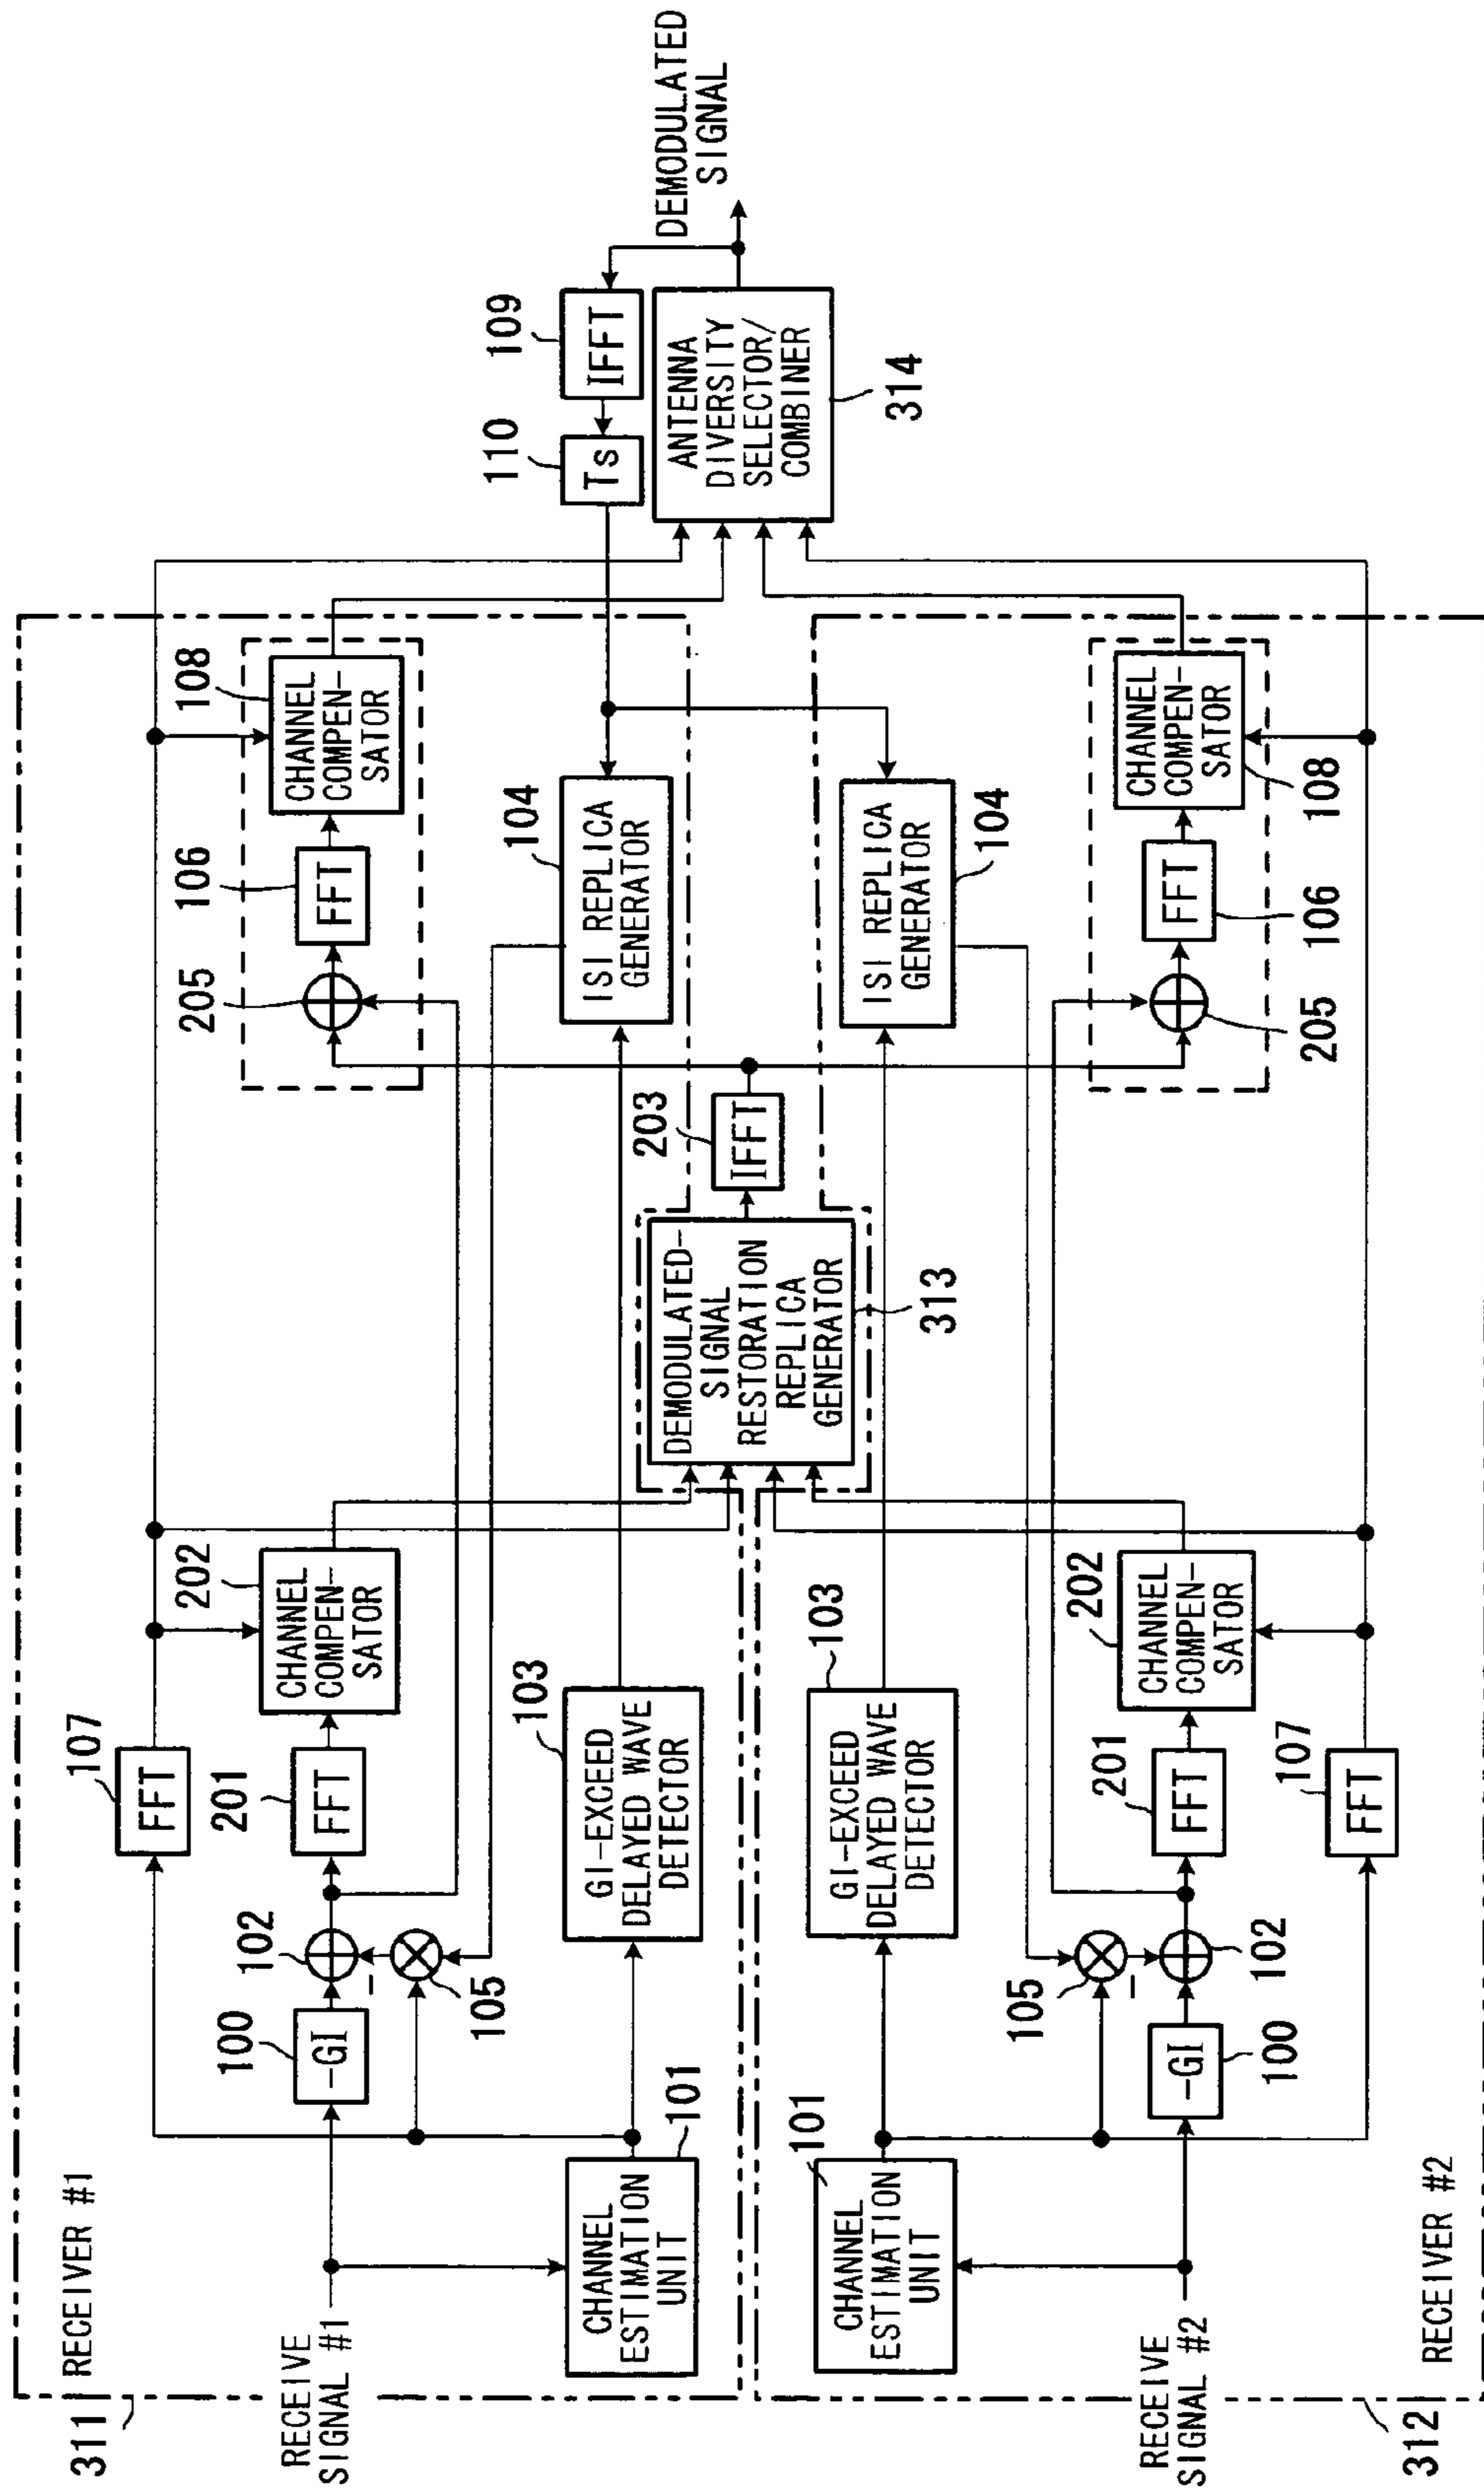 311
RECEIVER #1
RECEIVE
SIGNAL #1
CHANNEL
ESTIMATION
UNIT
101
100
-GI
102
-
105
107
FFT
201
FFT
202
CHANNEL
COMPEN-
SATOR
103
GI-EXCEED
DELAYED WAVE
DETECTOR
205
106
FFT
108
CHANNEL
COMPEN-
SATOR
104
ISI REPLICA
GENERATOR
DEMODULATED-
SIGNAL
RESTORATION
REPLICA
GENERATOR
313
203
IFFT
110
Ts
109
IFFT
ANTENNA
DIVERSITY
SELECTOR/
COMBINER
314
DEMODULATED
SIGNAL
312
RECEIVER #2
RECEIVE
SIGNAL #2
101
CHANNEL
ESTIMATION
UNIT
-GI
100
105
-
102
103
GI-EXCEED
DELAYED WAVE
DETECTOR
201
FFT
107
FFT
202
CHANNEL
COMPEN-
SATOR
ISI REPLICA
GENERATOR
104
205
FFT
106
CHANNEL
COMPEN-
SATOR
108